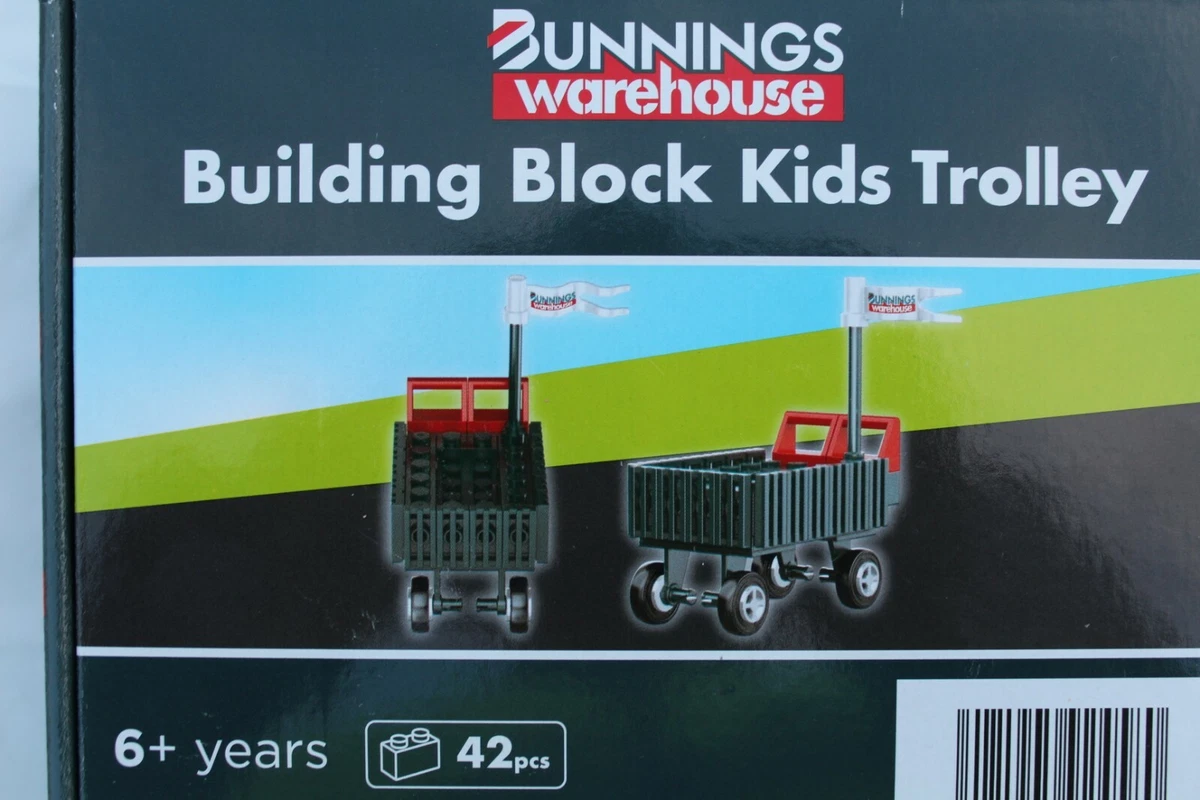 BUNNINGS
warehouse
Building Block Kids Trolley
BUNNINGS
warehouse
BUNNINGS
warehouse
6+ years
42pcs